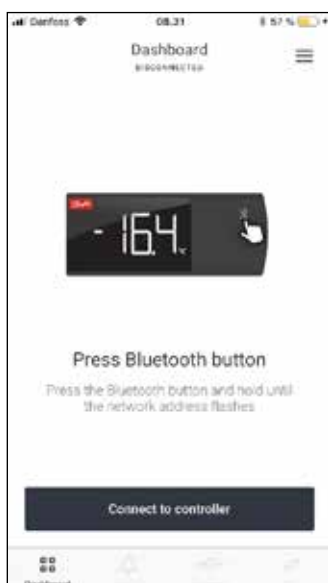 Danfoss 08.31 57 %
Dashboard
DISCONNECTED
-16.4
Press Bluetooth button
Press the Bluetooth button and hold until
the network address flashes
Connect to controller
Dashboard